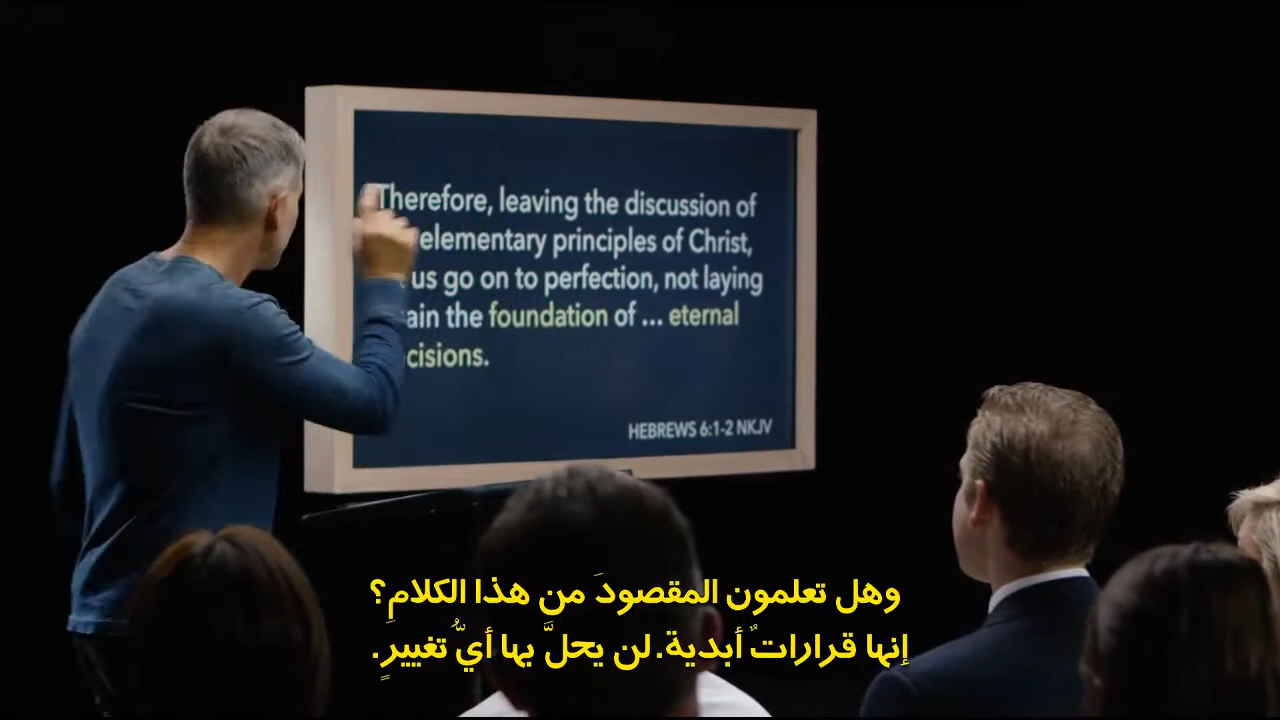 Therefore, leaving the discussion of
elementary principles of Christ,
us go on to perfection, not laying
ain the foundation of ... eternal
cisions.
HEBREWS 6:1-2 NKJV
وهل تعلمون المقصودَ من هذا الكلامِ؟
إنها قراراتٌ أبدية. لن يحلَّ بها أيُّ تغييرٍ.